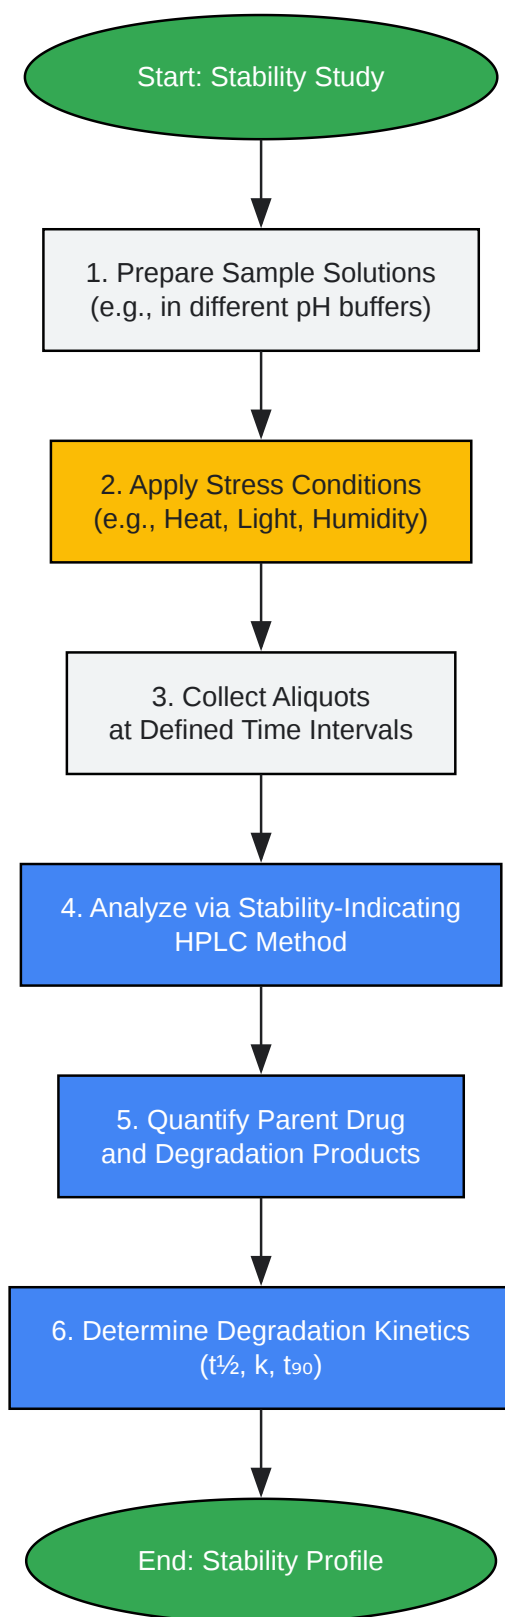 Start: Stability Study
1. Prepare Sample Solutions
(e.g., in different pH buffers)
2. Apply Stress Conditions
(e.g., Heat, Light, Humidity)
3. Collect Aliquots
at Defined Time Intervals
4. Analyze via Stability-Indicating
HPLC Method
5. Quantify Parent Drug
and Degradation Products
6. Determine Degradation Kinetics
(t½, k, t₉₀)
End: Stability Profile